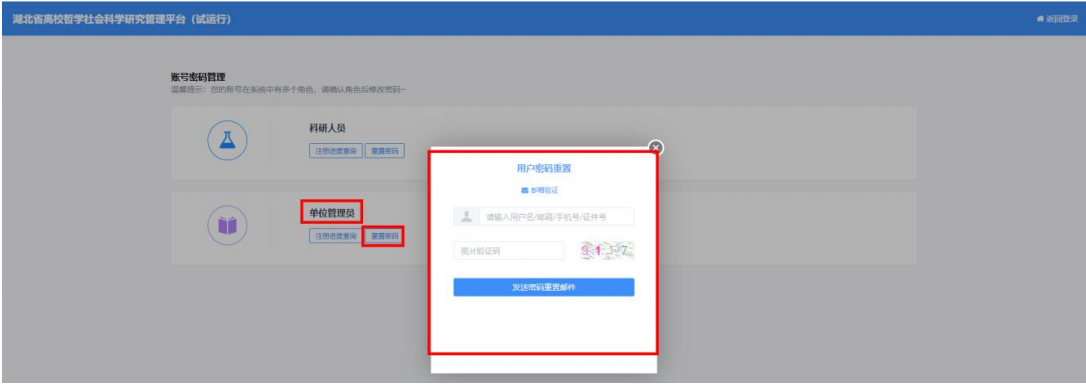 湖北省高校哲学社会科学研究管理平台（试运行）
返回登录
账号密码管理
温馨提示：您的账号在系统中有多个角色，请确认角色后修改密码~
科研人员
注册进度查询 重置密码
单位管理员
注册进度查询 重置密码
用户密码重置
邮箱验证
请输入用户名/邮箱/手机号/证件号
图片验证码
发送密码重置邮件